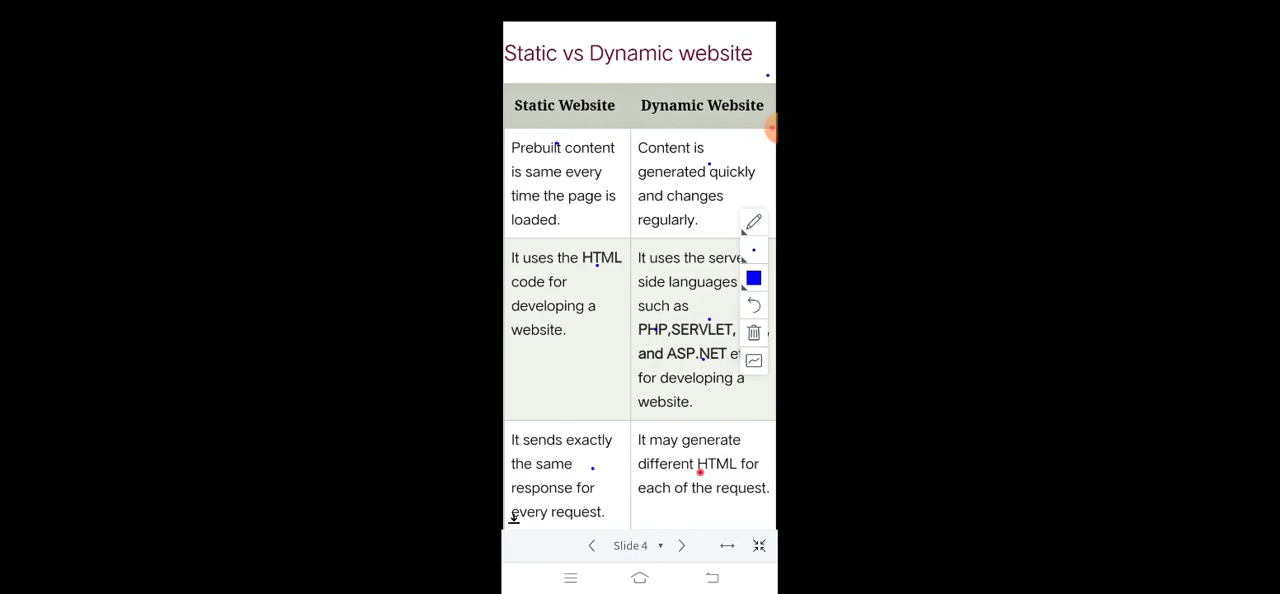 Static vs Dynamic website
Static Website
Dynamic Website
Prebuilt content
is same every
time the page is
loaded.
Content is
generated quickly
and changes
regularly.
It uses the HTML
code for
developing a
website.
It uses the
side languages
such as
PHP,SERVLET,
and ASP.NET
for developing a
website.
It sends exactly
the same
response for
every request.
It may generate
different HTML for
each of the request.
Slide 4